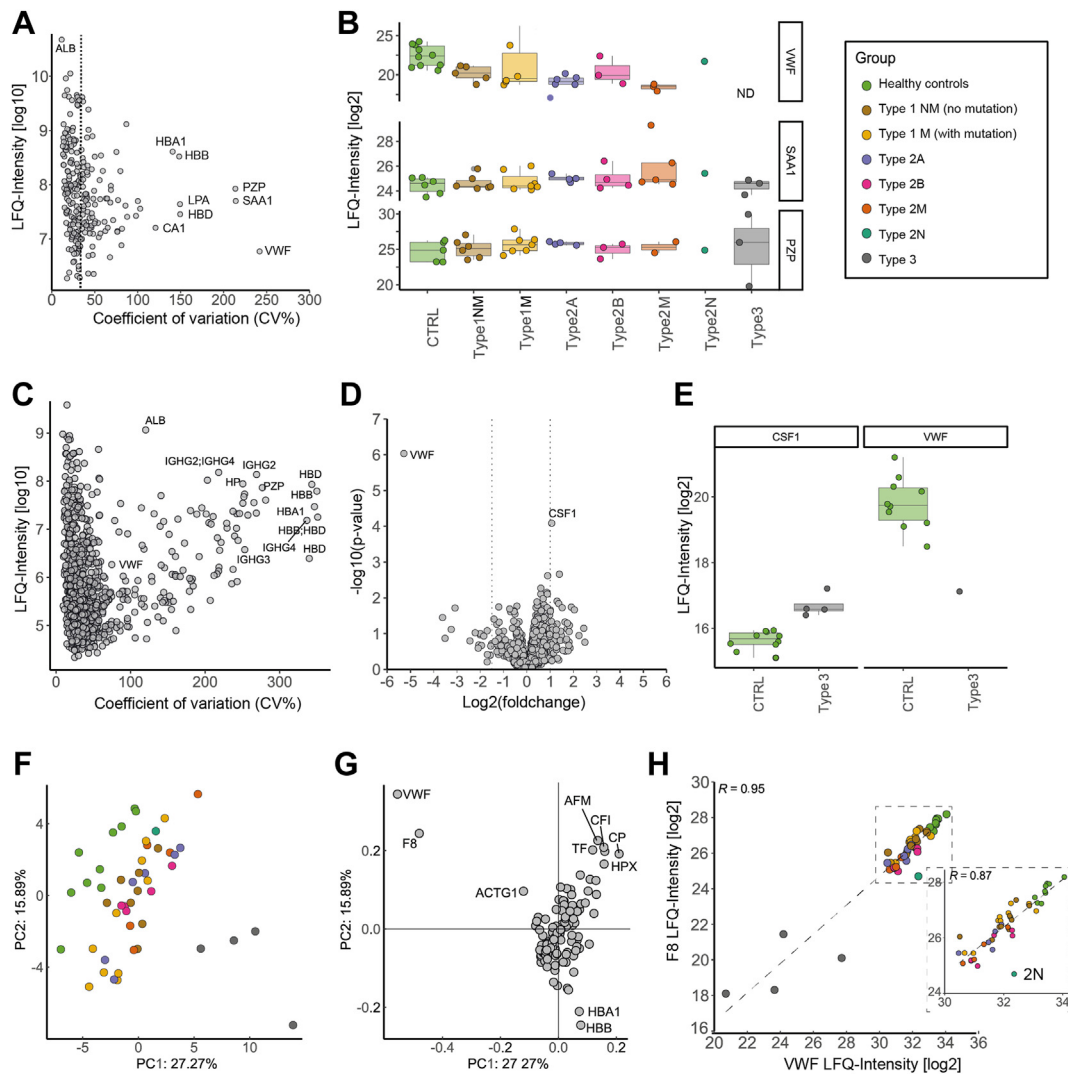 A
ALB
HBA1
HBB
PZP
SAA1
LPA
HBD
CA1
VWF
10
9
8
7
0 50 100 150 200 250 300
LFQ-Intensity [log10]
Coefficient of variation (CV%)
B
LFQ-Intensity [log2]
25
20
ND
VWF
28
26
24
SAA1
30
25
20
PZP
CTRL
Type1NM
Type1M
Type2A
Type2B
Type2M
Type2N
Type3
Group
Healthy controls
Type 1 NM (no mutation)
Type 1 M (with mutation)
Type 2A
Type 2B
Type 2M
Type 2N
Type 3
C
ALB
IGHG2;IGHG4
IGHG2
HP
PZP
HBD
HBB
HBA1
HBB;HBD
IGHG4
HBD
IGHG3
VWF
9
8
7
6
5
0 100 200 300
LFQ-Intensity [log10]
Coefficient of variation (CV%)
D
7
6
5
4
3
2
1
0
VWF
CSF1
-log10(p-value)
-6 -5 -4 -3 -2 -1 0 1 2 3 4 5 6
Log2(foldchange)
E
CSF1
VWF
LFQ-Intensity [log2]
20
18
16
CTRL
Type3
CTRL
Type3
F
4
0
-4
PC2: 15.89%
-5 0 5 10
PC1: 27.27%
G
VWF
F8
AFM
CFI
CP
TF
HPX
ACTG1
HBA1
HBB
0.2
0.0
-0.2
PC2: 15.89%
-0.4 -0.2 0.0 0.2
PC1: 27 27%
H
R = 0.95
30
28
26
24
22
20
18
16
F8 LFQ-Intensity [log2]
20 22 24 26 28 30 32 34 36
VWF LFQ-Intensity [log2]
R = 0.87
28
26
24
2N
30 32 34